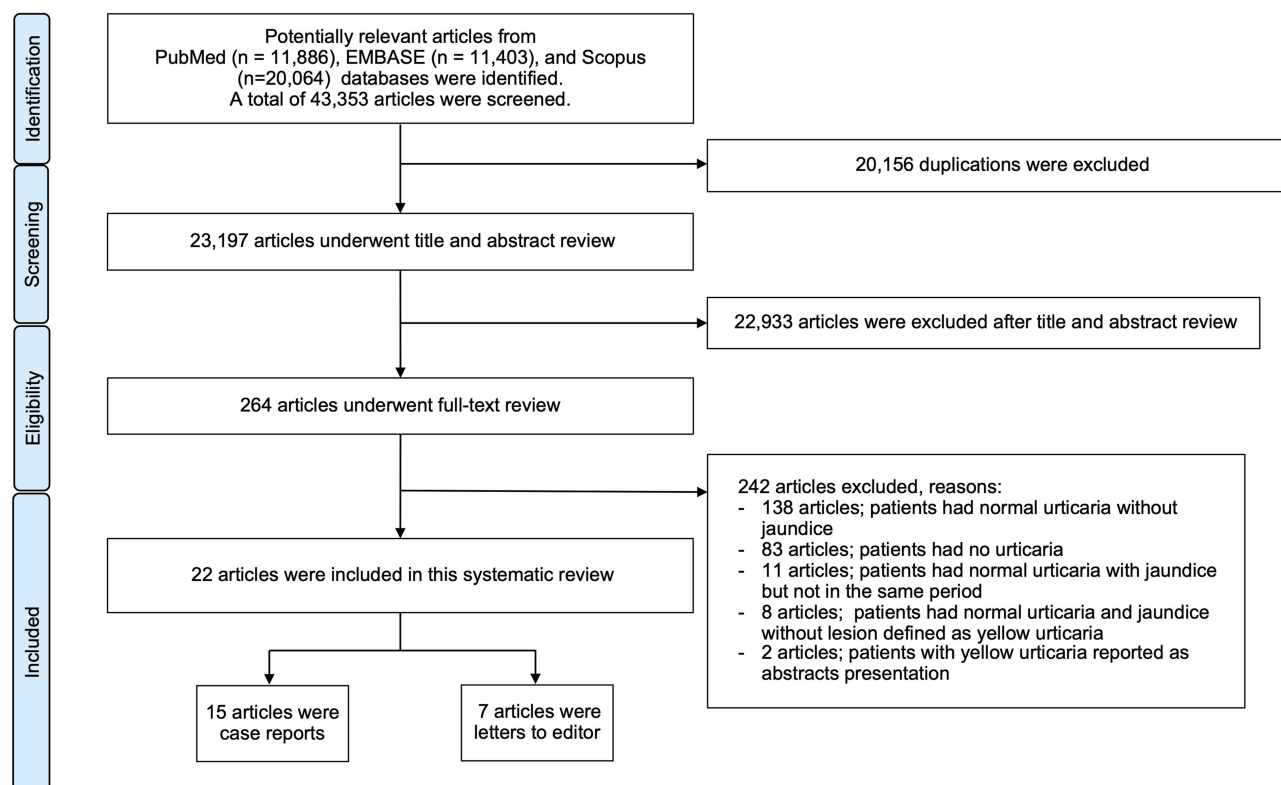 Identification
Potentially relevant articles from
PubMed (n = 11,886), EMBASE (n = 11,403), and Scopus
(n=20,064) databases were identified.
A total of 43,353 articles were screened.
20,156 duplications were excluded
Screening
23,197 articles underwent title and abstract review
22,933 articles were excluded after title and abstract review
Eligibility
264 articles underwent full-text review
242 articles excluded, reasons:
- 138 articles; patients had normal urticaria without
jaundice
- 83 articles; patients had no urticaria
- 11 articles; patients had normal urticaria with jaundice
but not in the same period
- 8 articles; patients had normal urticaria and jaundice
without lesion defined as yellow urticaria
- 2 articles; patients with yellow urticaria reported as
abstracts presentation
Included
22 articles were included in this systematic review
15 articles were
case reports
7 articles were
letters to editor